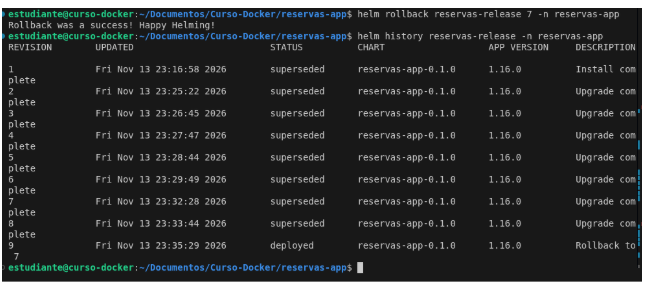 estudiante@curso-docker:~/Documentos/Curso-Docker/reservas-app$ helm rollback reservas-release 7 -n reservas-app
Rollback was a success! Happy Helming!
estudiante@curso-docker:~/Documentos/Curso-Docker/reservas-app$ helm history reservas-release -n reservas-app
REVISION UPDATED STATUS CHART APP VERSION DESCRIPTION
1 Fri Nov 13 23:16:58 2026 superseded reservas-app-0.1.0 1.16.0 Install com
plete
2 Fri Nov 13 23:25:22 2026 superseded reservas-app-0.1.0 1.16.0 Upgrade com
plete
3 Fri Nov 13 23:26:45 2026 superseded reservas-app-0.1.0 1.16.0 Upgrade com
plete
4 Fri Nov 13 23:27:47 2026 superseded reservas-app-0.1.0 1.16.0 Upgrade com
plete
5 Fri Nov 13 23:28:44 2026 superseded reservas-app-0.1.0 1.16.0 Upgrade com
plete
6 Fri Nov 13 23:29:49 2026 superseded reservas-app-0.1.0 1.16.0 Upgrade com
plete
7 Fri Nov 13 23:32:28 2026 superseded reservas-app-0.1.0 1.16.0 Upgrade com
plete
8 Fri Nov 13 23:33:44 2026 superseded reservas-app-0.1.0 1.16.0 Upgrade com
plete
9 Fri Nov 13 23:35:29 2026 deployed reservas-app-0.1.0 1.16.0 Rollback to
7
estudiante@curso-docker:~/Documentos/Curso-Docker/reservas-app$